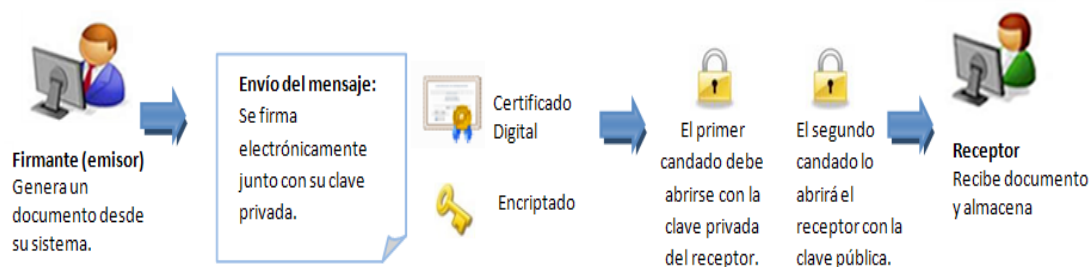 Firmante (emisor)
Genera un
documento desde
su sistema.
Envío del mensaje:
Se firma
electrónicamente
junto con su clave
privada.
Certificado
Digital
Encriptado
El primer
candado debe
abrirse con la
clave privada
del receptor.
El segundo
candado lo
abrirá el
receptor con la
clave pública.
Receptor
Recibe documento
y almacena